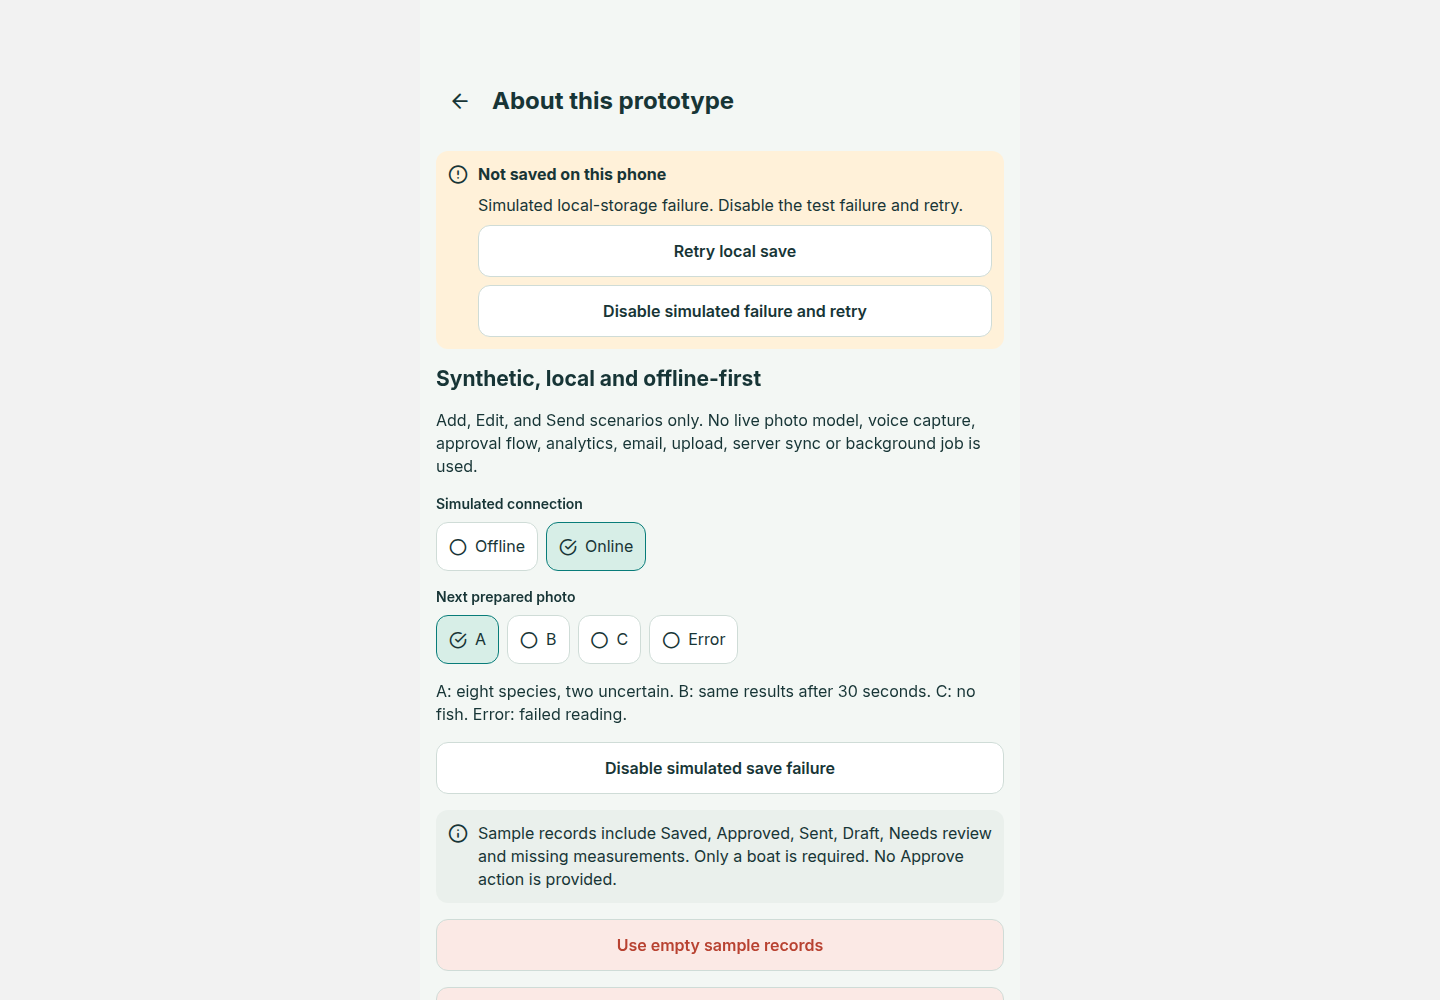 About this prototype
Not saved on this phone
Simulated local-storage failure. Disable the test failure and retry.
Retry local save
Disable simulated failure and retry
Synthetic, local and offline-first
Add, Edit, and Send scenarios only. No live photo model, voice capture,
approval flow, analytics, email, upload, server sync or background job is
used.
Simulated connection
Offline
Online
Next prepared photo
A
B
C
Error
A: eight species, two uncertain. B: same results after 30 seconds. C: no
fish. Error: failed reading.
Disable simulated save failure
Sample records include Saved, Approved, Sent, Draft, Needs review
and missing measurements. Only a boat is required. No Approve
action is provided.
Use empty sample records